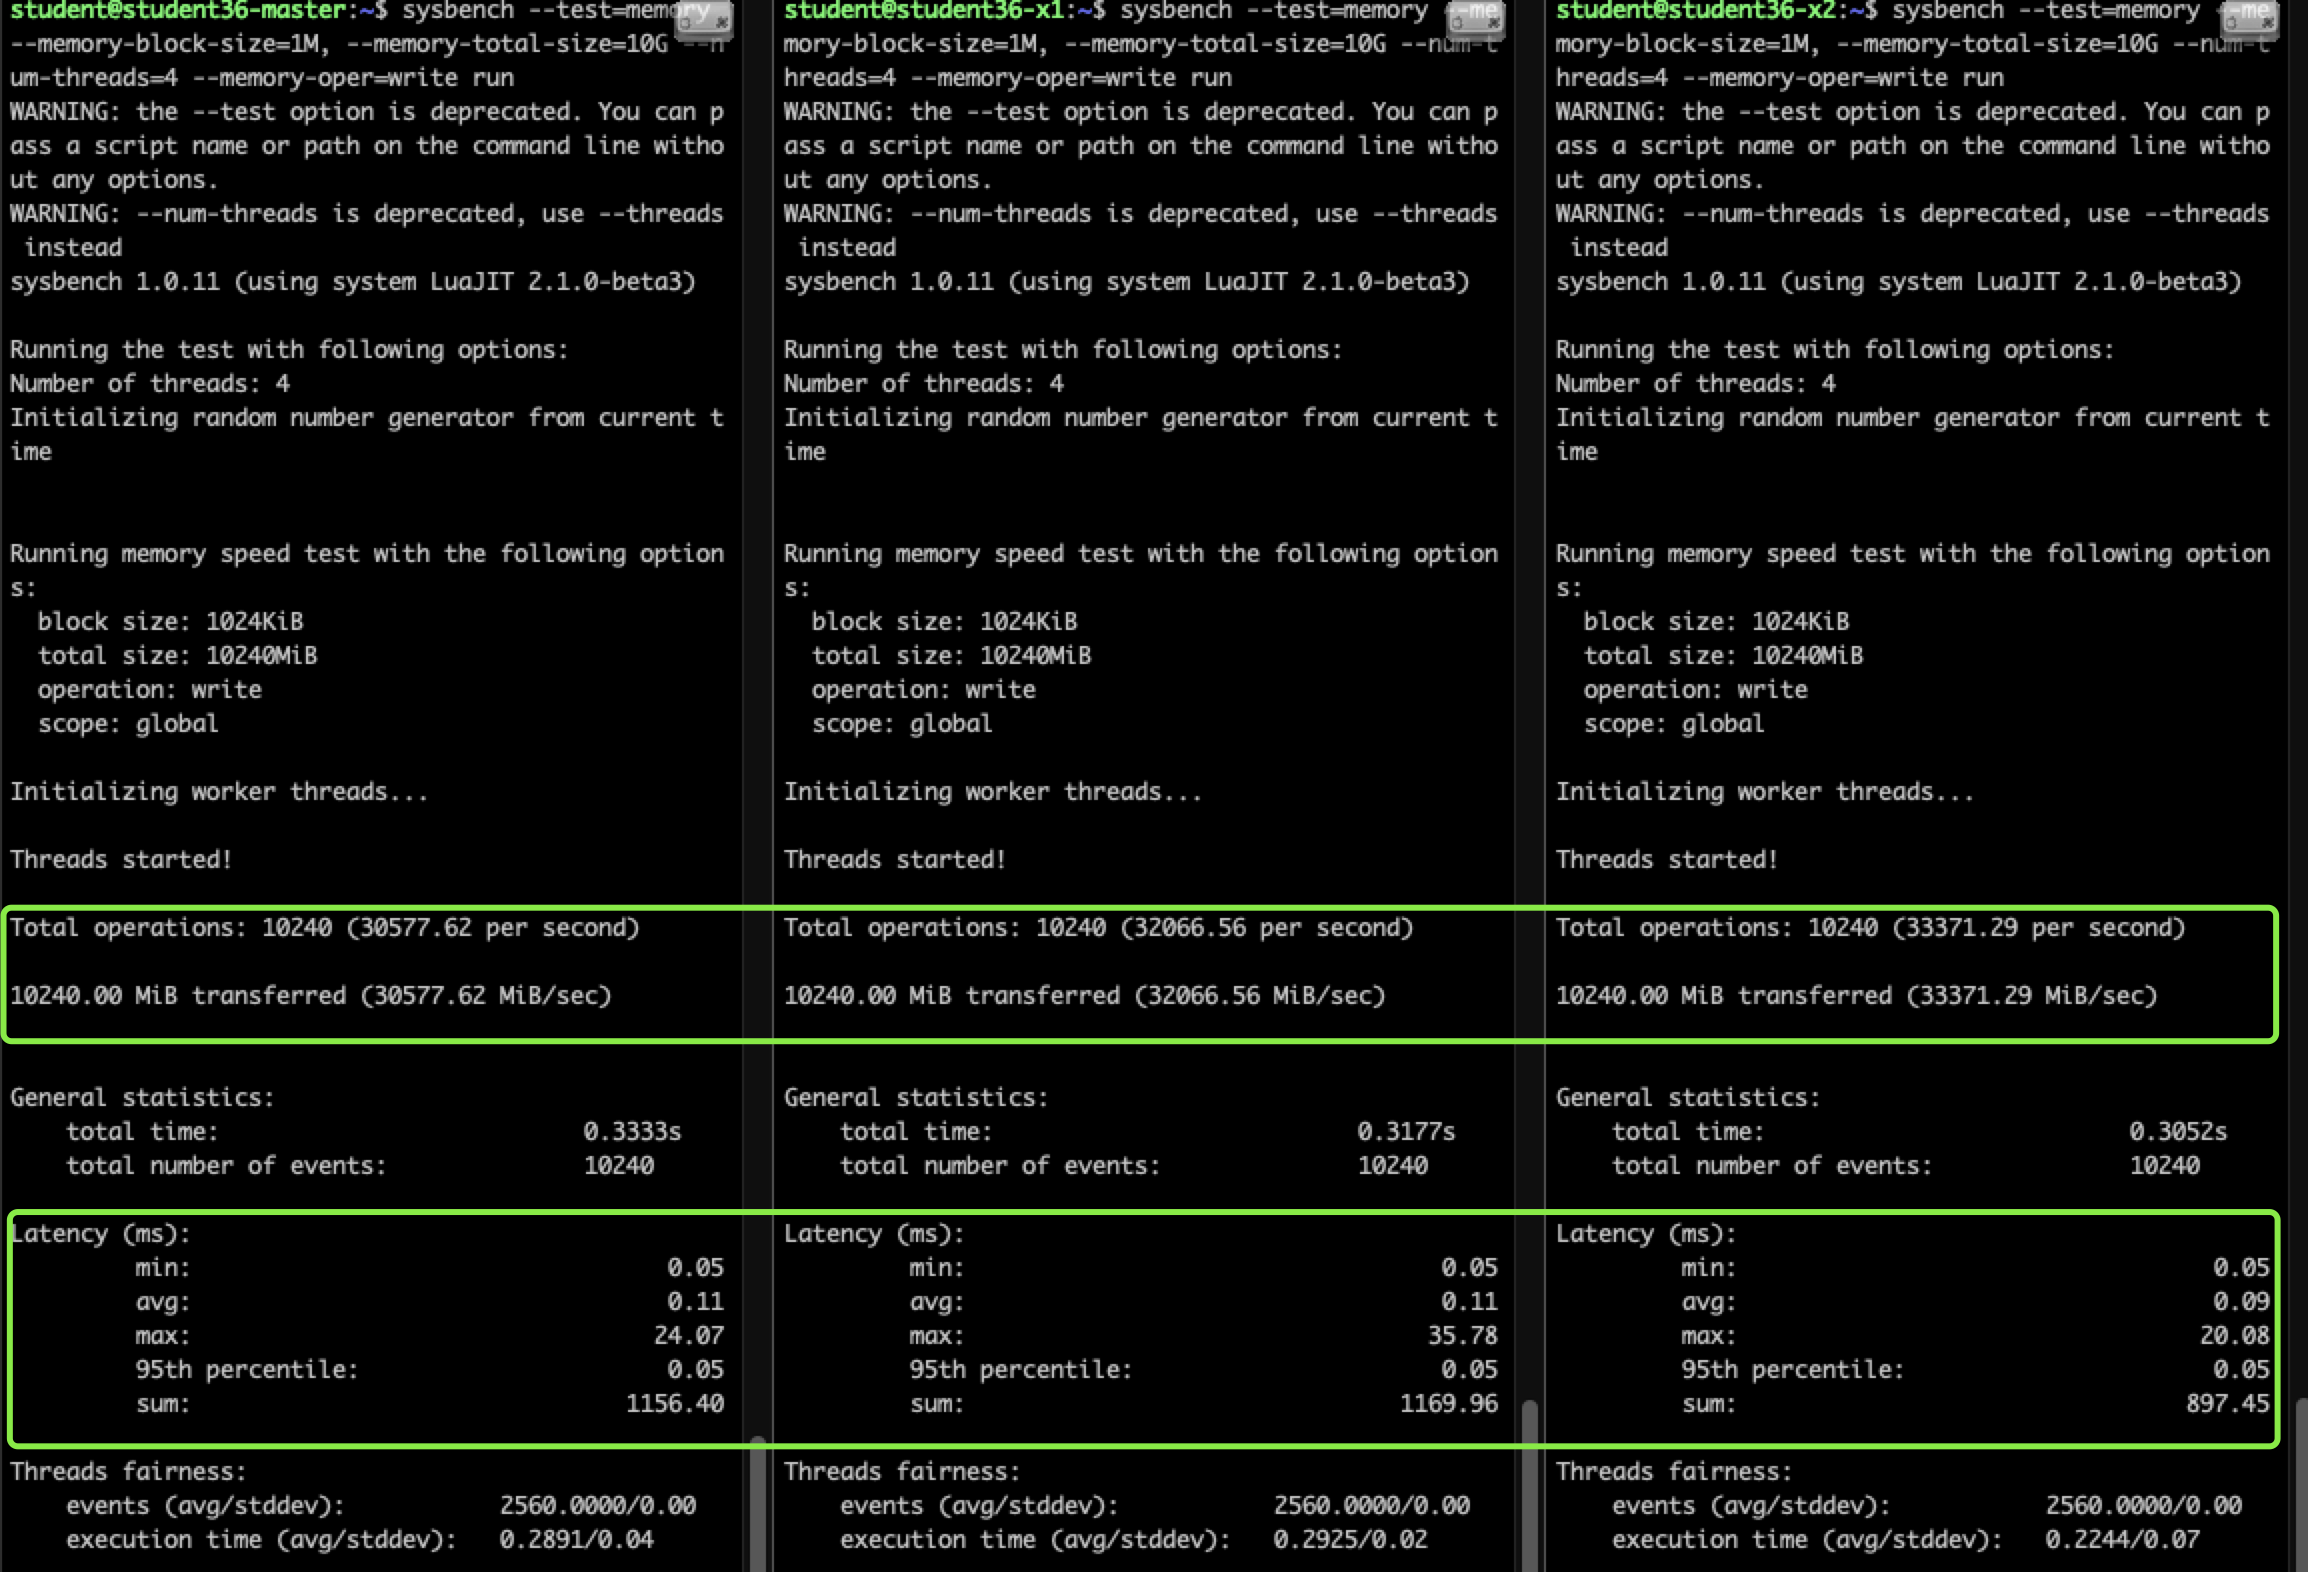 student@student36-master:~$ sysbench --test=memory
--memory-block-size=1M, --memory-total-size=10G --n
um-threads=4 --memory-oper=write run
WARNING: the --test option is deprecated. You can p
ass a script name or path on the command line witho
ut any options.
WARNING: --num-threads is deprecated, use --threads
 instead
sysbench 1.0.11 (using system LuaJIT 2.1.0-beta3)
Running the test with following options:
Number of threads: 4
Initializing random number generator from current t
ime
Running memory speed test with the following option
s:
  block size: 1024KiB
  total size: 10240MiB
  operation: write
  scope: global
Initializing worker threads...
Threads started!
Total operations: 10240 (30577.62 per second)
10240.00 MiB transferred (30577.62 MiB/sec)
General statistics:
    total time: 0.3333s
    total number of events: 10240
Latency (ms):
         min: 0.05
         avg: 0.11
         max: 24.07
         95th percentile: 0.05
         sum: 1156.40
Threads fairness:
    events (avg/stddev): 2560.0000/0.00
    execution time (avg/stddev): 0.2891/0.04
student@student36-x1:~$ sysbench --test=memory --me
mory-block-size=1M, --memory-total-size=10G --num-t
hreads=4 --memory-oper=write run
WARNING: the --test option is deprecated. You can p
ass a script name or path on the command line witho
ut any options.
WARNING: --num-threads is deprecated, use --threads
 instead
sysbench 1.0.11 (using system LuaJIT 2.1.0-beta3)
Running the test with following options:
Number of threads: 4
Initializing random number generator from current t
ime
Running memory speed test with the following option
s:
  block size: 1024KiB
  total size: 10240MiB
  operation: write
  scope: global
Initializing worker threads...
Threads started!
Total operations: 10240 (32066.56 per second)
10240.00 MiB transferred (32066.56 MiB/sec)
General statistics:
    total time: 0.3177s
    total number of events: 10240
Latency (ms):
         min: 0.05
         avg: 0.11
         max: 35.78
         95th percentile: 0.05
         sum: 1169.96
Threads fairness:
    events (avg/stddev): 2560.0000/0.00
    execution time (avg/stddev): 0.2925/0.02
student@student36-x2:~$ sysbench --test=memory --me
mory-block-size=1M, --memory-total-size=10G --num-t
hreads=4 --memory-oper=write run
WARNING: the --test option is deprecated. You can p
ass a script name or path on the command line witho
ut any options.
WARNING: --num-threads is deprecated, use --threads
 instead
sysbench 1.0.11 (using system LuaJIT 2.1.0-beta3)
Running the test with following options:
Number of threads: 4
Initializing random number generator from current t
ime
Running memory speed test with the following option
s:
  block size: 1024KiB
  total size: 10240MiB
  operation: write
  scope: global
Initializing worker threads...
Threads started!
Total operations: 10240 (33371.29 per second)
10240.00 MiB transferred (33371.29 MiB/sec)
General statistics:
    total time: 0.3052s
    total number of events: 10240
Latency (ms):
         min: 0.05
         avg: 0.09
         max: 20.08
         95th percentile: 0.05
         sum: 897.45
Threads fairness:
    events (avg/stddev): 2560.0000/0.00
    execution time (avg/stddev): 0.2244/0.07